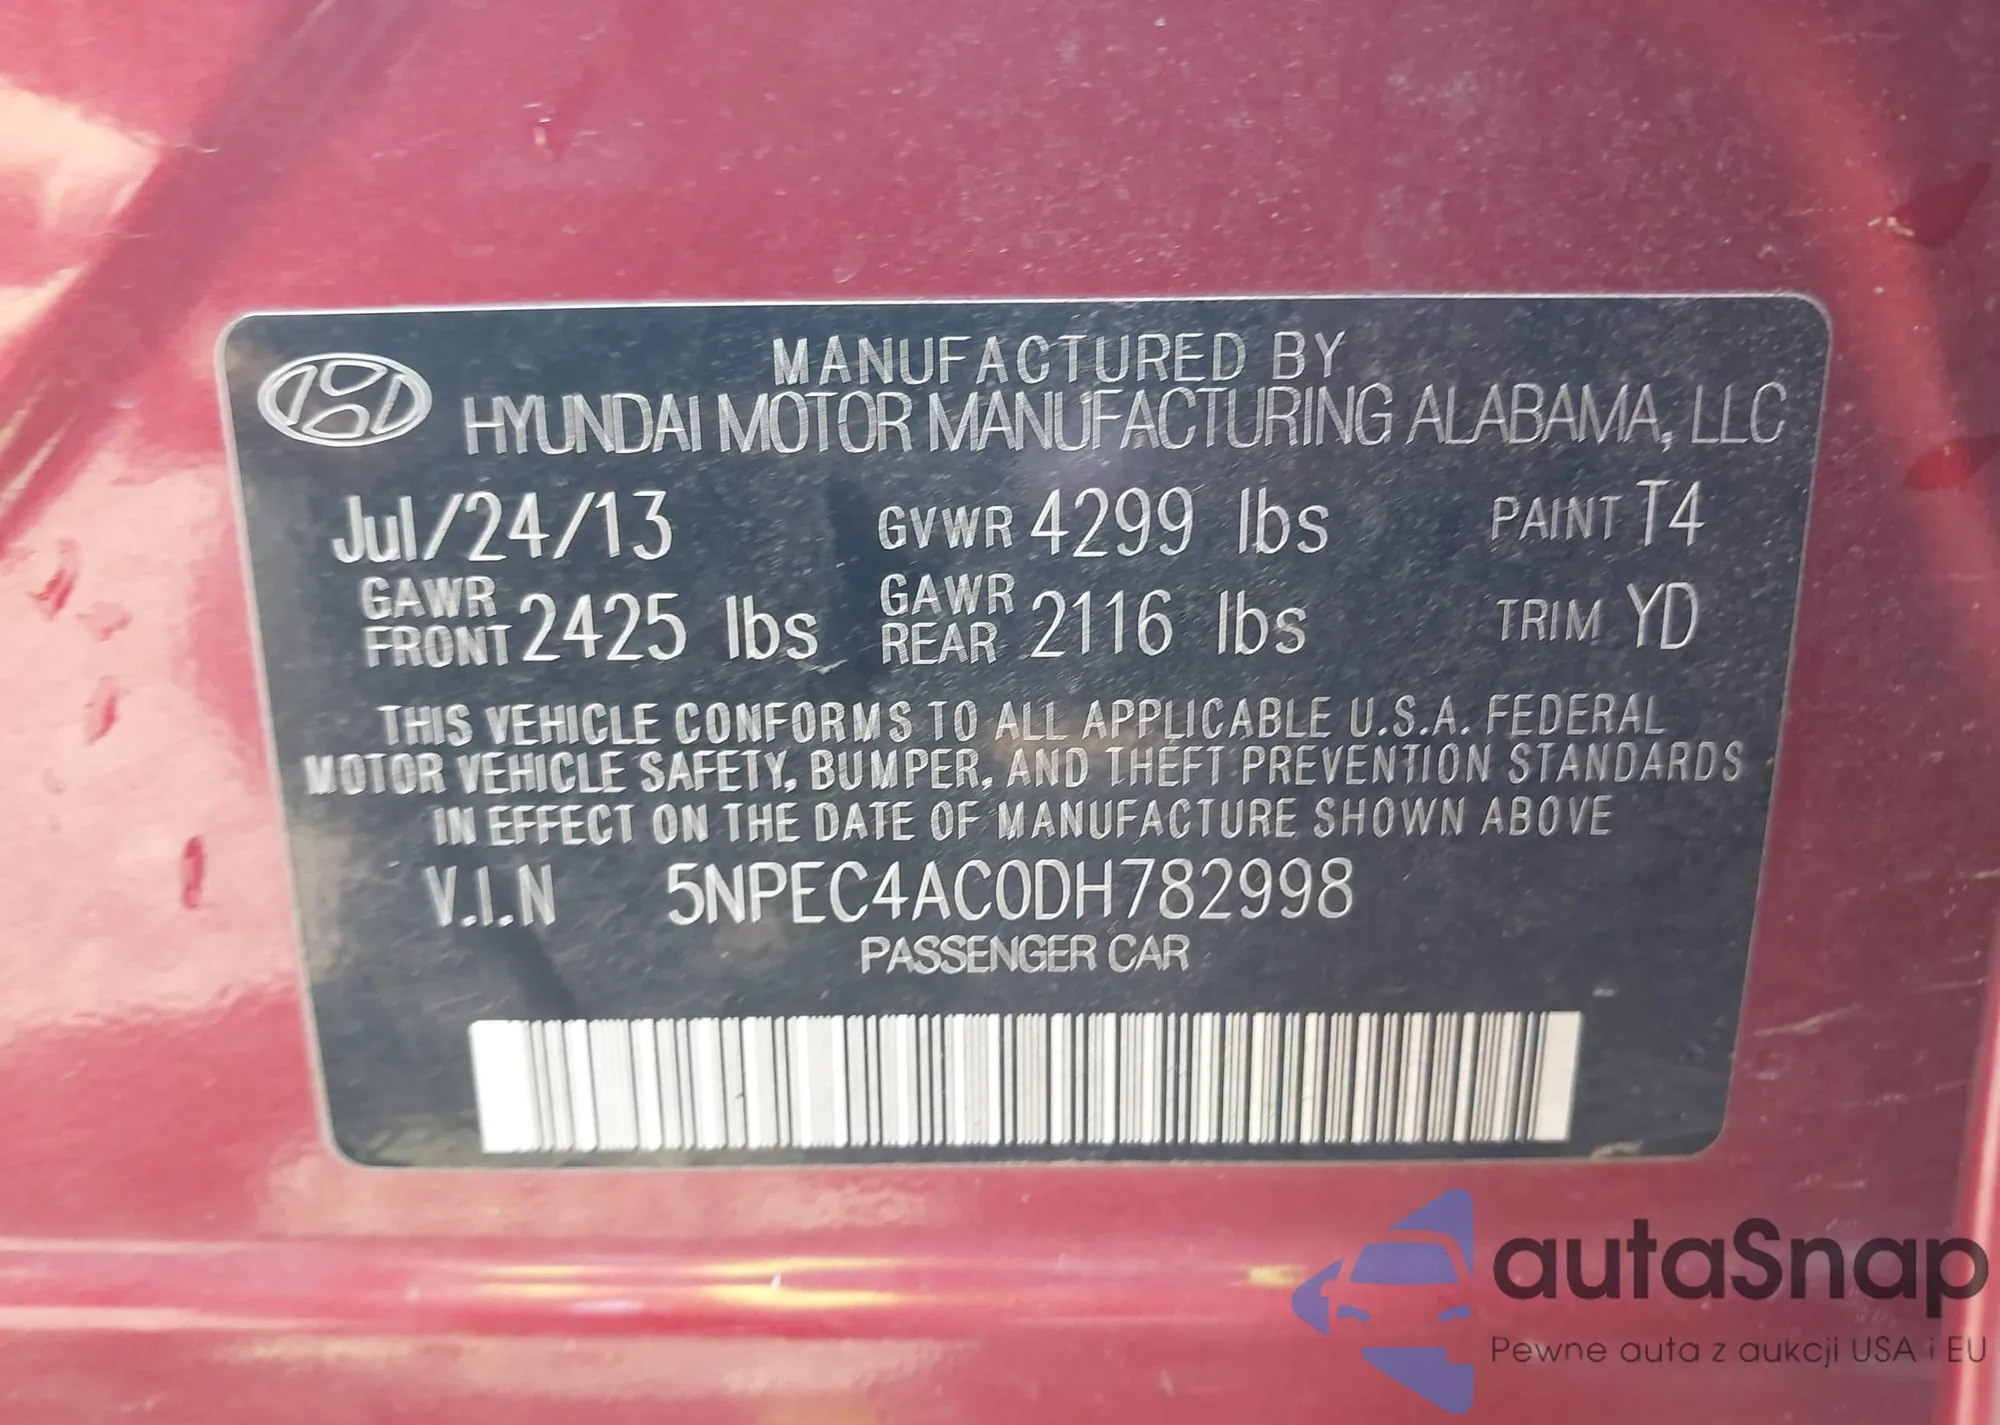 MANUFACTURED BY
HYUNDAI MOTOR MANUFACTURING ALABAMA, LLC
Jul/24/13 GVWR 4299 lbs PAINT T4
GAWR FRONT 2425 lbs GAWR REAR 2116 lbs TRIM YD
THIS VEHICLE CONFORMS TO ALL APPLICABLE U.S.A. FEDERAL
MOTOR VEHICLE SAFETY, BUMPER, AND THEFT PREVENTION STANDARDS
IN EFFECT ON THE DATE OF MANUFACTURE SHOWN ABOVE
V.I.N 5NPEC4AC0DH782998
PASSENGER CAR
autaSnap
Pewne auta z aukcji USA i EU